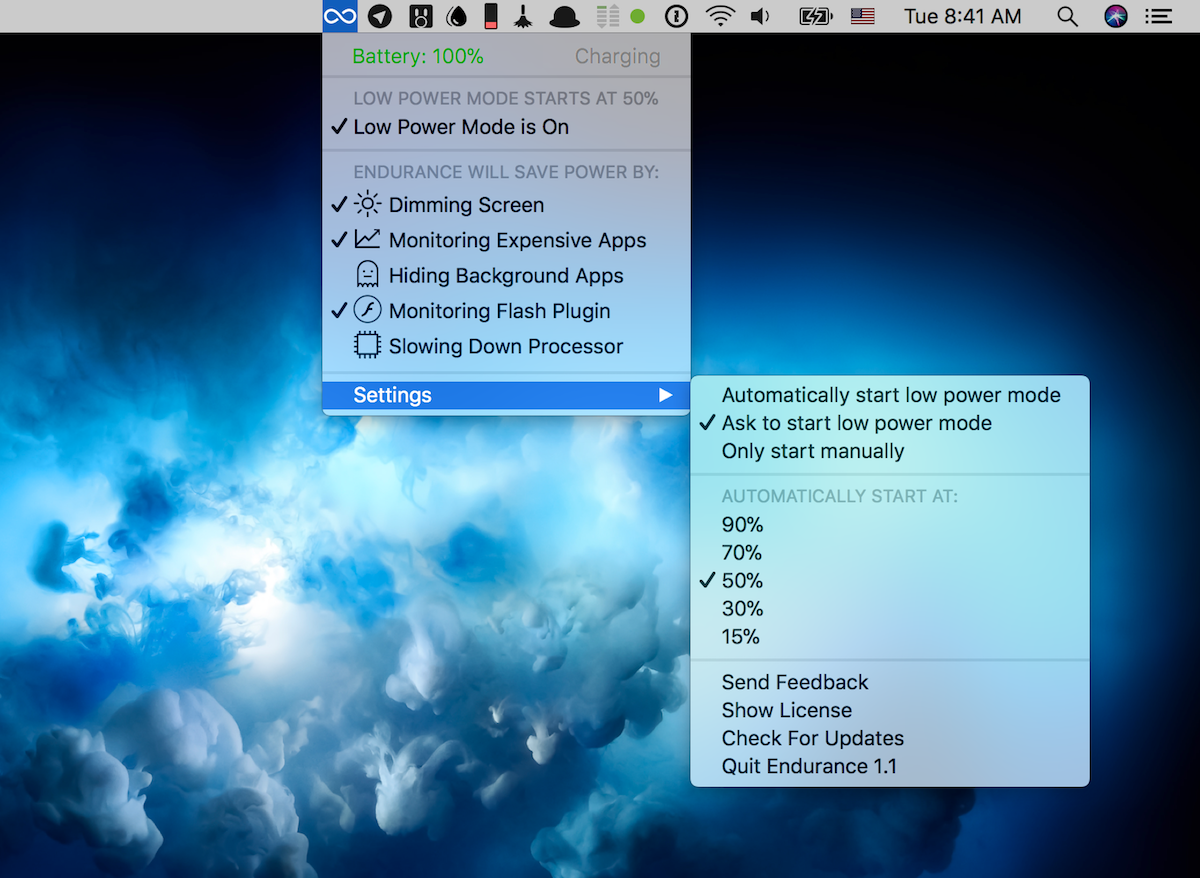 Tue 8:41 AM
Battery: 100% Charging
LOW POWER MODE STARTS AT 50%
Low Power Mode is On
ENDURANCE WILL SAVE POWER BY:
Dimming Screen
Monitoring Expensive Apps
Hiding Background Apps
Monitoring Flash Plugin
Slowing Down Processor
Settings
Automatically start low power mode
Ask to start low power mode
Only start manually
AUTOMATICALLY START AT:
90%
70%
50%
30%
15%
Send Feedback
Show License
Check For Updates
Quit Endurance 1.1